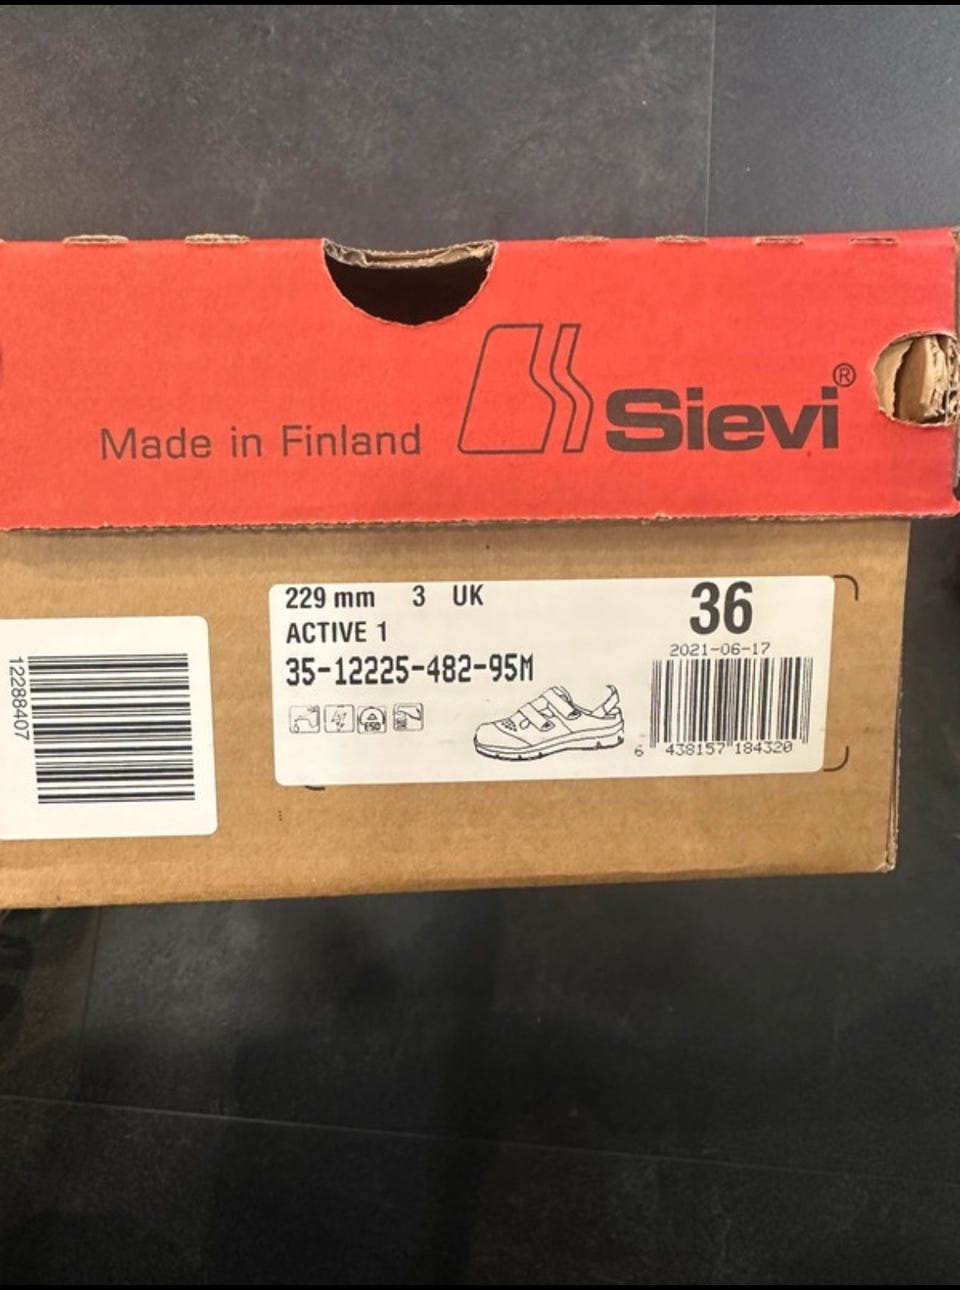 Made in Finland
Sievi®
12288407
229 mm 3 UK
36
ACTIVE 1
2021-06-17
35-12225-482-95M
ESD
6 438157 184320